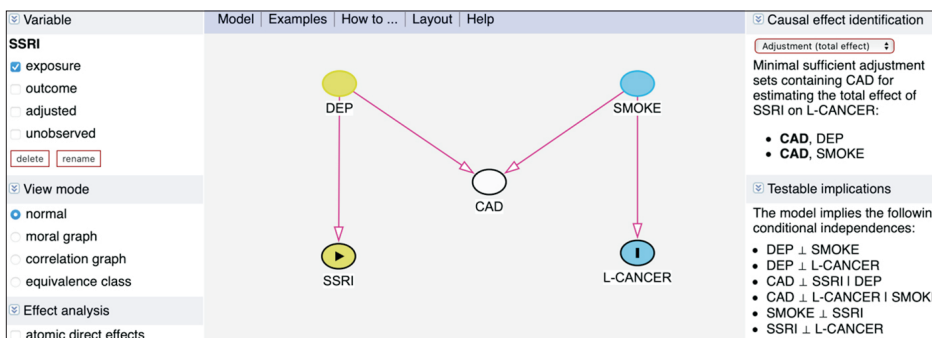 Variable
SSRI
exposure
outcome
adjusted
unobserved
delete rename
View mode
normal
moral graph
correlation graph
equivalence class
Effect analysis
atomic direct effects
Model | Examples | How to ... | Layout | Help
DEP
SMOKE
CAD
SSRI
L-CANCER
Causal effect identification
Adjustment (total effect)
Minimal sufficient adjustment
sets containing CAD for
estimating the total effect of
SSRI on L-CANCER:
• CAD, DEP
• CAD, SMOKE
Testable implications
The model implies the followin
conditional independences:
• DEP ⊥ SMOKE
• DEP ⊥ L-CANCER
• CAD ⊥ SSRI | DEP
• CAD ⊥ L-CANCER | SMOK
• SMOKE ⊥ SSRI
• SSRI ⊥ L-CANCER